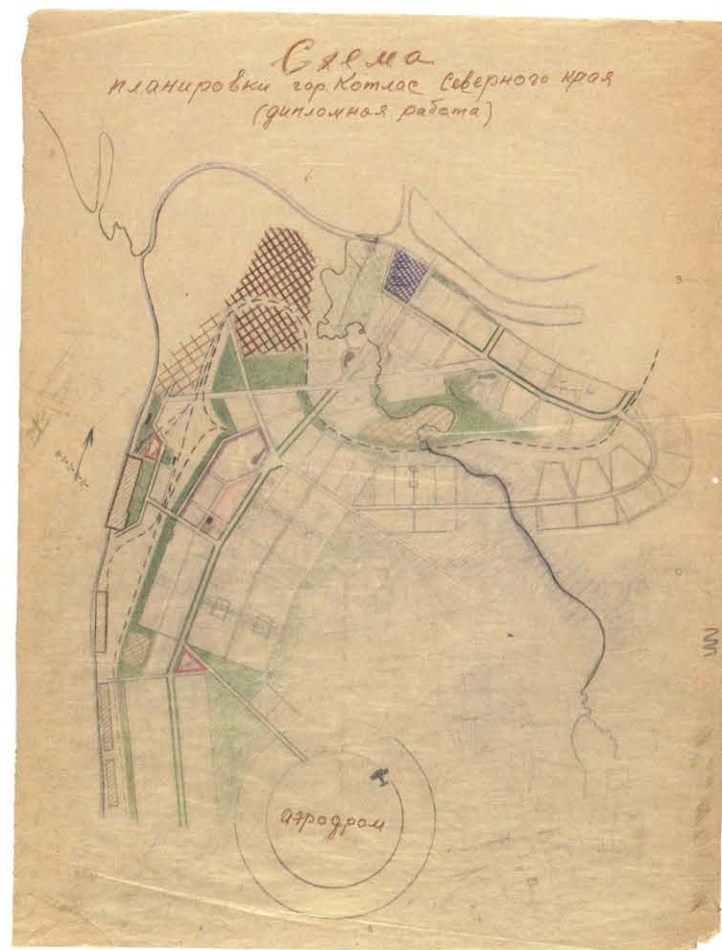 Схема
планировки гор. Котлас Северного края
(дипломная работа)
аэродром